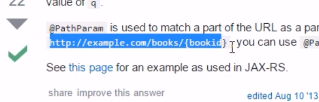 22
value of q.
@PathParam is used to match a part of the URL as a par
http://example.com/books/{bookid} you can use @Pa
See this page for an example as used in JAX-RS.
share improve this answer
edited Aug 10 '13